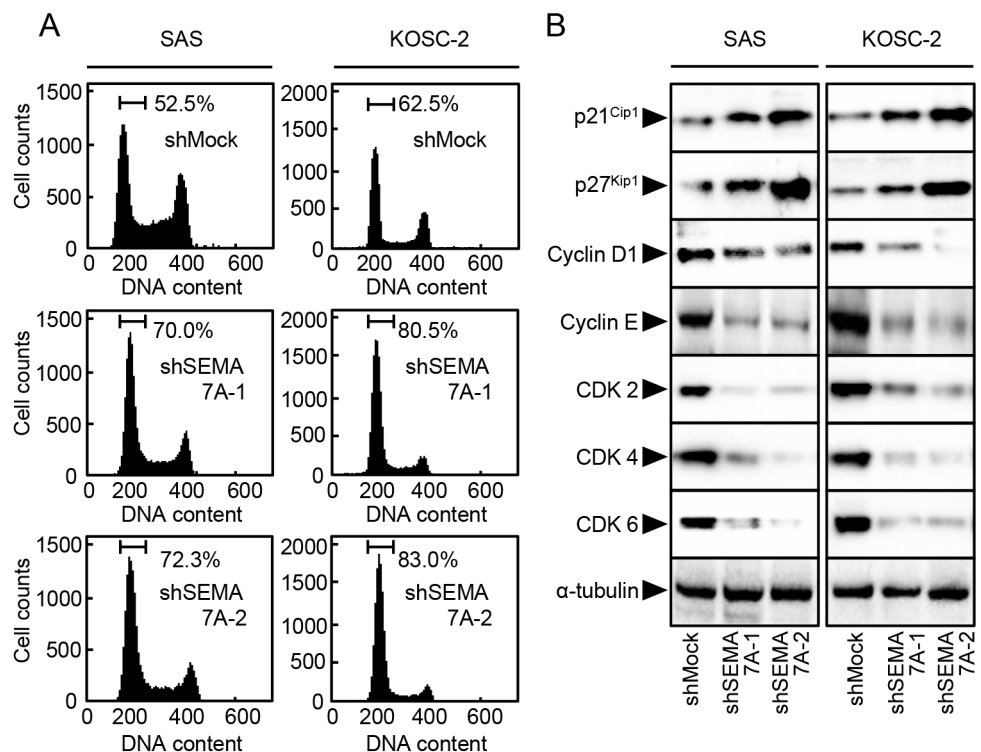 A
SAS
KOSC-2
Cell counts
1500
1000
500
0
52.5%
shMock
0 200 400 600
DNA content
2000
1500
1000
500
0
62.5%
shMock
0 200 400 600
DNA content
Cell counts
1500
1000
500
0
70.0%
shSEMA
7A-1
0 200 400 600
DNA content
2000
1500
1000
500
0
80.5%
shSEMA
7A-1
0 200 400 600
DNA content
Cell counts
1500
1000
500
0
72.3%
shSEMA
7A-2
0 200 400 600
DNA content
2000
1500
1000
500
0
83.0%
shSEMA
7A-2
0 200 400 600
DNA content
B
SAS
KOSC-2
p21Cip1
p27Kip1
Cyclin D1
Cyclin E
CDK 2
CDK 4
CDK 6
α-tubulin
shMock
shSEMA
7A-1
shSEMA
7A-2
shMock
shSEMA
7A-1
shSEMA
7A-2